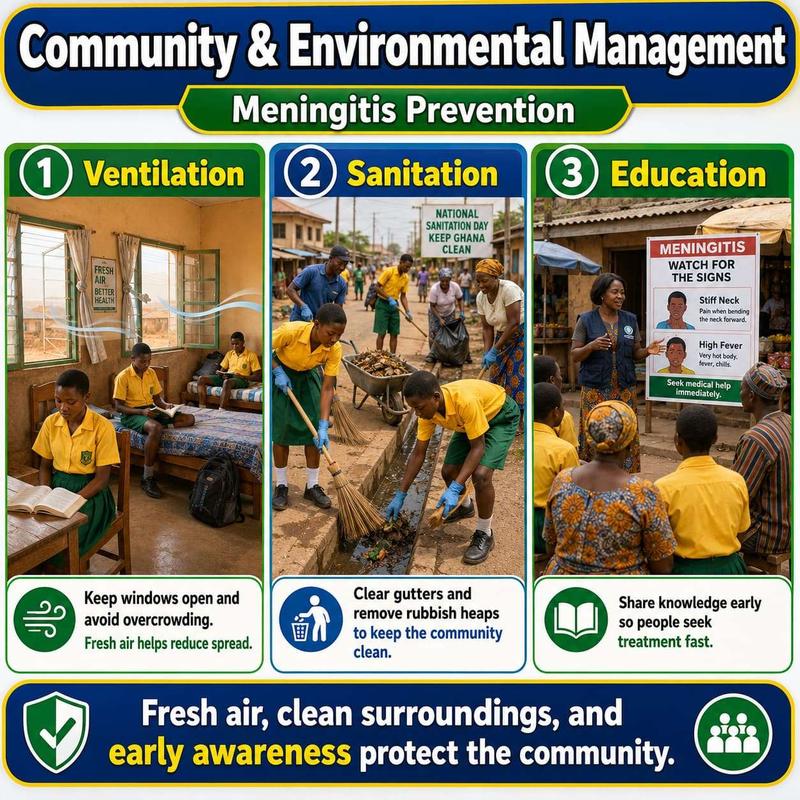 Community & Environmental Management
Meningitis Prevention
1 Ventilation
FRESH
AIR
BETTER
HEALTH
Keep windows open and
avoid overcrowding.
Fresh air helps reduce spread.
2 Sanitation
NATIONAL
SANITATION DAY
KEEP GHANA
CLEAN
Clear gutters and
remove rubbish heaps
to keep the community
clean.
3 Education
MENINGITIS
WATCH FOR
THE SIGNS
Stiff Neck
Pain when bending
the neck forward.
High Fever
Very hot body,
fever, chills.
Seek medical help
immediately.
Share knowledge early
so people seek
treatment fast.
Fresh air, clean surroundings, and
early awareness protect the community.